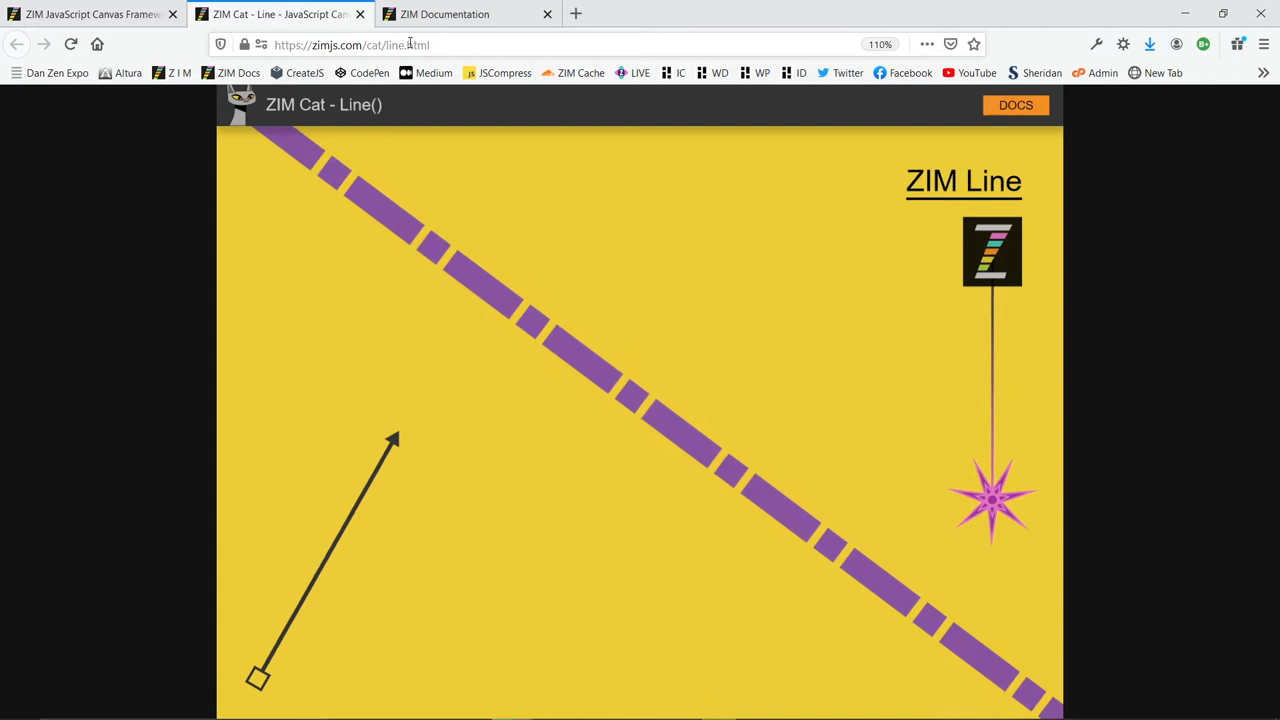 ZIM JavaScript Canvas Framew
ZIM Cat - Line - JavaScript Can
ZIM Documentation
https://zimjs.com/cat/line.html
110%
Dan Zen Expo
Altura
Z I M
ZIM Docs
CreateJS
CodePen
Medium
JS
JSCompress
ZIM Cache
LIVE
IC
WD
WP
ID
Twitter
Facebook
YouTube
Sheridan
Admin
New Tab
ZIM Cat - Line()
DOCS
ZIM Line